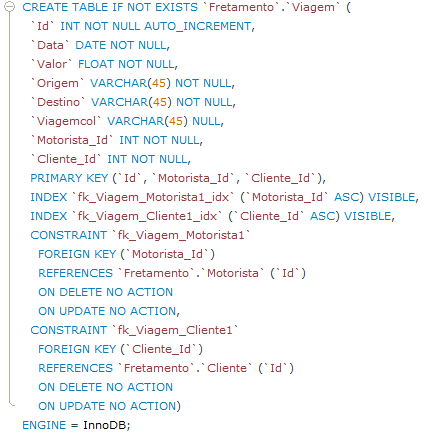 CREATE TABLE IF NOT EXISTS `Fretamento`.`Viagem` (
`Id` INT NOT NULL AUTO_INCREMENT,
`Data` DATE NOT NULL,
`Valor` FLOAT NOT NULL,
`Origem` VARCHAR(45) NOT NULL,
`Destino` VARCHAR(45) NOT NULL,
`Viagemcol` VARCHAR(45) NULL,
`Motorista_Id` INT NOT NULL,
`Cliente_Id` INT NOT NULL,
PRIMARY KEY (`Id`, `Motorista_Id`, `Cliente_Id`),
INDEX `fk_Viagem_Motorista1_idx` (`Motorista_Id` ASC) VISIBLE,
INDEX `fk_Viagem_Cliente1_idx` (`Cliente_Id` ASC) VISIBLE,
CONSTRAINT `fk_Viagem_Motorista1`
FOREIGN KEY (`Motorista_Id`)
REFERENCES `Fretamento`.`Motorista` (`Id`)
ON DELETE NO ACTION
ON UPDATE NO ACTION,
CONSTRAINT `fk_Viagem_Cliente1`
FOREIGN KEY (`Cliente_Id`)
REFERENCES `Fretamento`.`Cliente` (`Id`)
ON DELETE NO ACTION
ON UPDATE NO ACTION)
ENGINE = InnoDB;